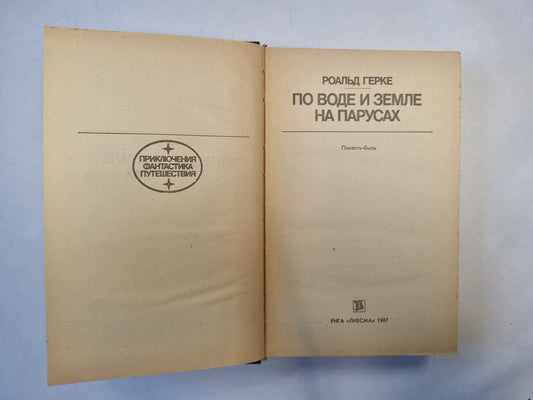 ПРИКЛЮЧЕНИЯ
ФАНТАСТИКА
ПУТЕШЕСТВИЯ
РОАЛЬД ГЕРКЕ
ПО ВОДЕ И ЗЕМЛЕ
НА ПАРУСАХ
Повесть-быль
РИГА «ЛИЕСМА» 1987